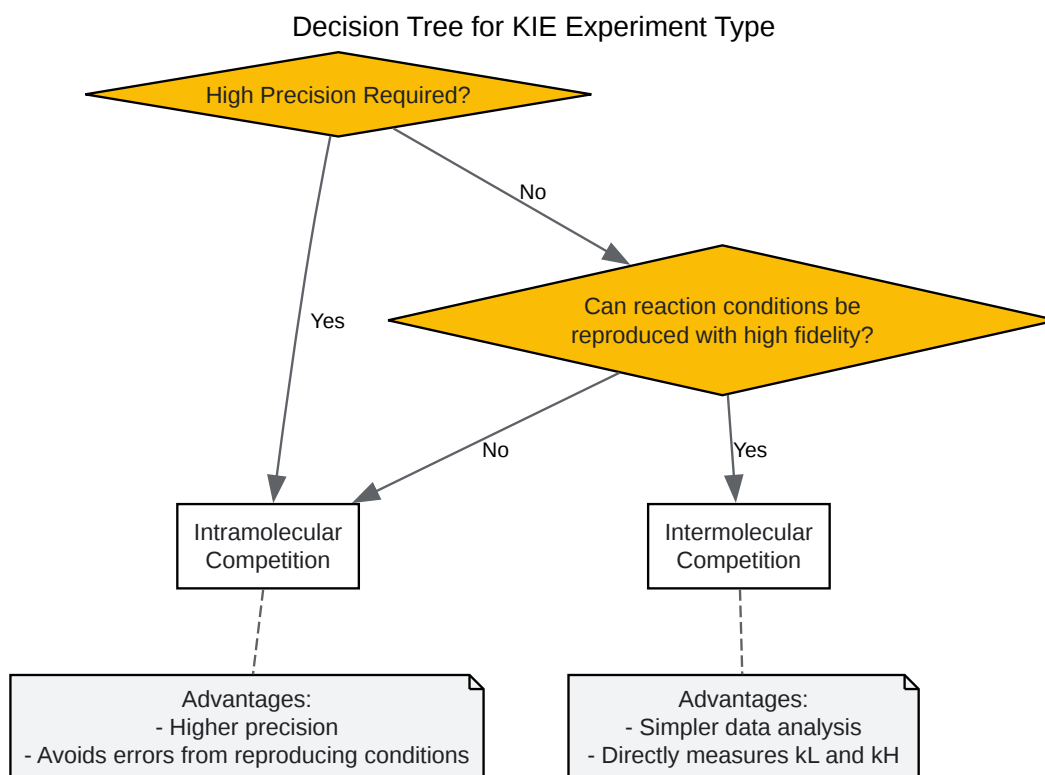 Decision Tree for KIE Experiment Type
High Precision Required?
No
Can reaction conditions be
reproduced with high fidelity?
Yes
No
Yes
Intramolecular
Competition
Intermolecular
Competition
Advantages:
- Higher precision
- Avoids errors from reproducing conditions
Advantages:
- Simpler data analysis
- Directly measures kL and kH